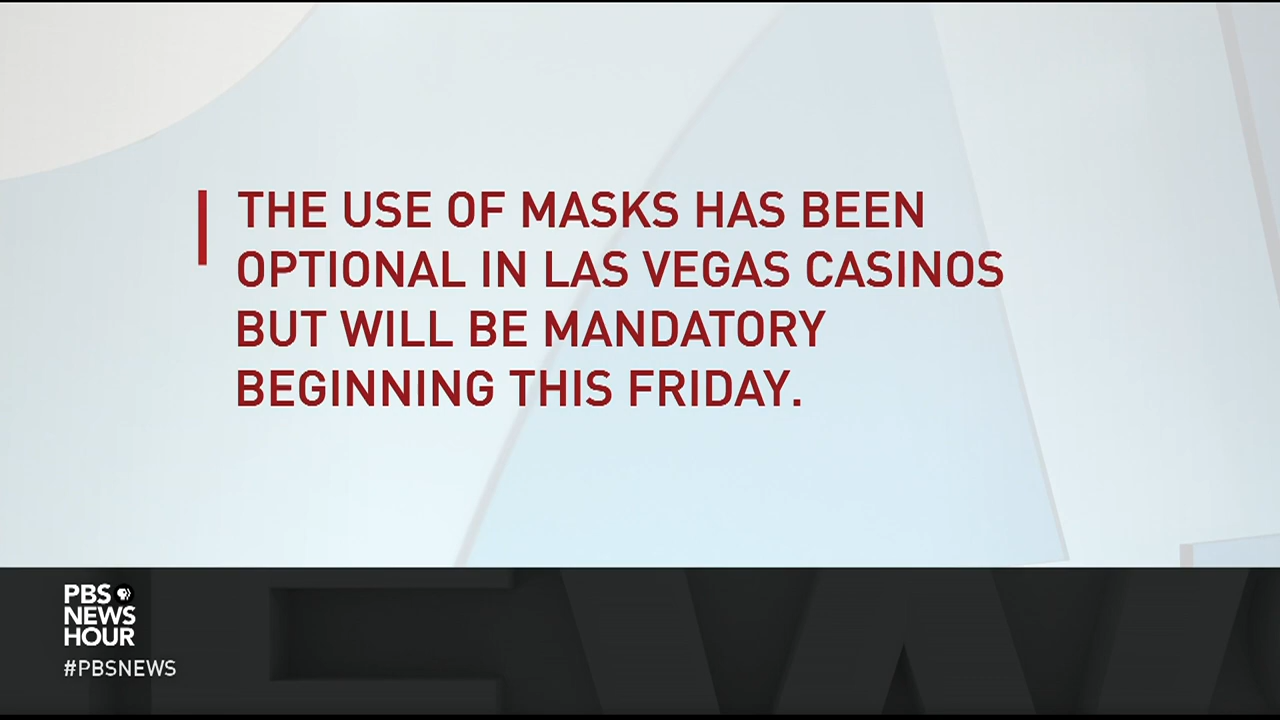 THE USE OF MASKS HAS BEEN
OPTIONAL IN LAS VEGAS CASINOS
BUT WILL BE MANDATORY
BEGINNING THIS FRIDAY.
PBS
NEWS
HOUR
#PBSNEWS